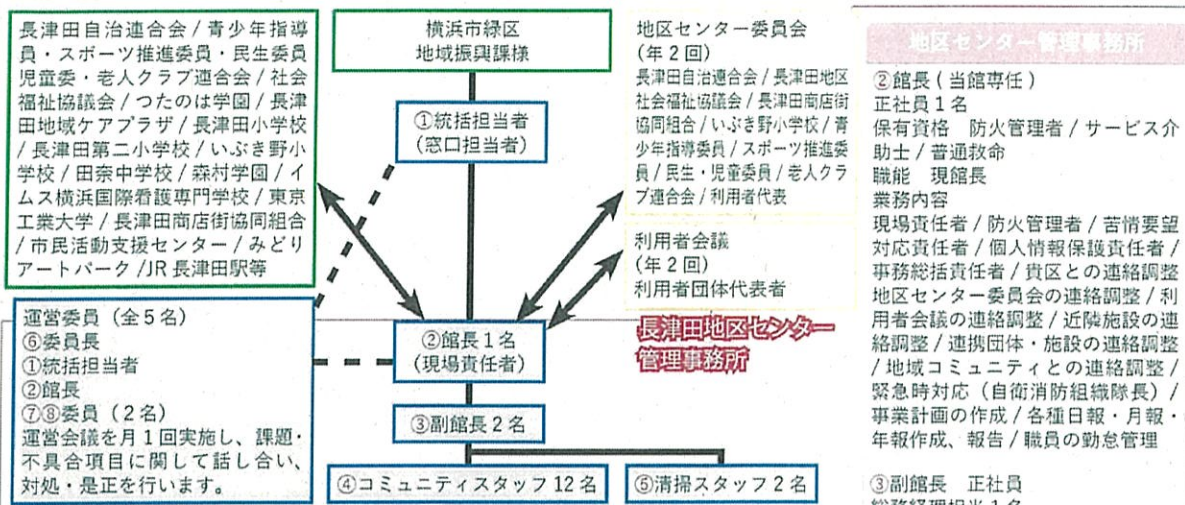 長津田自治連合会 / 青少年指導
員・スポーツ推進委員・民生委員
児童委・老人クラブ連合会 / 社会
福祉協議会 / つたのは学園 / 長津
田地域ケアプラザ / 長津田小学校
/ 長津田第二小学校 / いぶき野小
学校 / 田奈中学校 / 森村学園 / イ
ムス横浜国際看護専門学校 / 東京
工業大学 / 長津田商店街協同組合
/ 市民活動支援センター / みどり
アートパーク /JR 長津田駅等
横浜市緑区
地域振興課様
①統括担当者
(窓口担当者)
地区センター委員会
(年2回)
長津田自治連合会 / 長津田地区
社会福祉協議会 / 長津田商店街
協同組合 / いぶき野小学校 / 青
少年指導委員 / スポーツ推進委
員 / 民生・児童委員 / 老人クラ
ブ連合会 / 利用者代表
利用者会議
(年2回)
利用者団体代表者
運営委員(全5名)
⑥委員長
①統括担当者
②館長
⑦⑧委員(2名)
運営会議を月1回実施し、課題・
不具合項目に関して話し合い、
対処・是正を行います。
②館長1名
(現場責任者)
長津田地区センター
管理事務所
③副館長2名
④コミュニティスタッフ12名
⑤清掃スタッフ2名
地区センター管理事務所
②館長 ( 当館専任 )
正社員1名
保有資格 防火管理者 / サービス介
助士 / 普通救命
職能 現館長
業務内容
現場責任者 / 防火管理者 / 苦情要望
対応責任者 / 個人情報保護責任者 /
事務総括責任者 / 貴区との連絡調整
地区センター委員会の連絡調整 / 利
用者会議の連絡調整 / 近隣施設の連
絡調整 / 連携団体・施設の連絡調整
/ 地域コミュニティとの連絡調整 /
緊急時対応(自衛消防組織隊長)/
事業計画の作成 / 各種日報・月報・
年報作成、報告 / 職員の勤怠管理
③副館長 正社員
総務経理担当1名